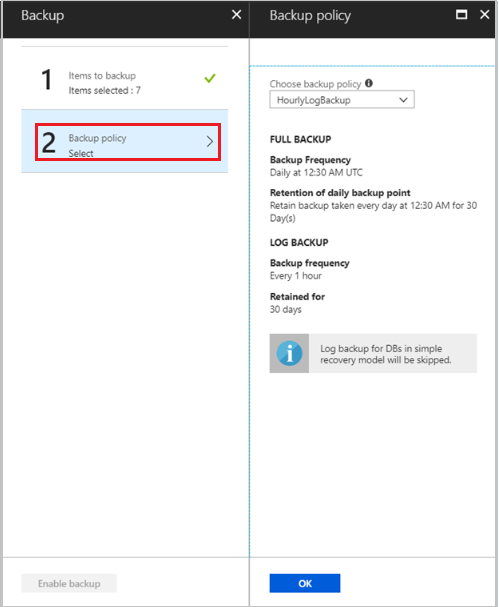 Backup
1
Items to backup
Items selected : 7
2
Backup policy
Select
Enable backup
Backup policy
Choose backup policy
HourlyLogBackup
FULL BACKUP
Backup Frequency
Daily at 12:30 AM UTC
Retention of daily backup point
Retain backup taken every day at 12:30 AM for 30
Day(s)
LOG BACKUP
Backup frequency
Every 1 hour
Retained for
30 days
Log backup for DBs in simple
recovery model will be skipped.
OK